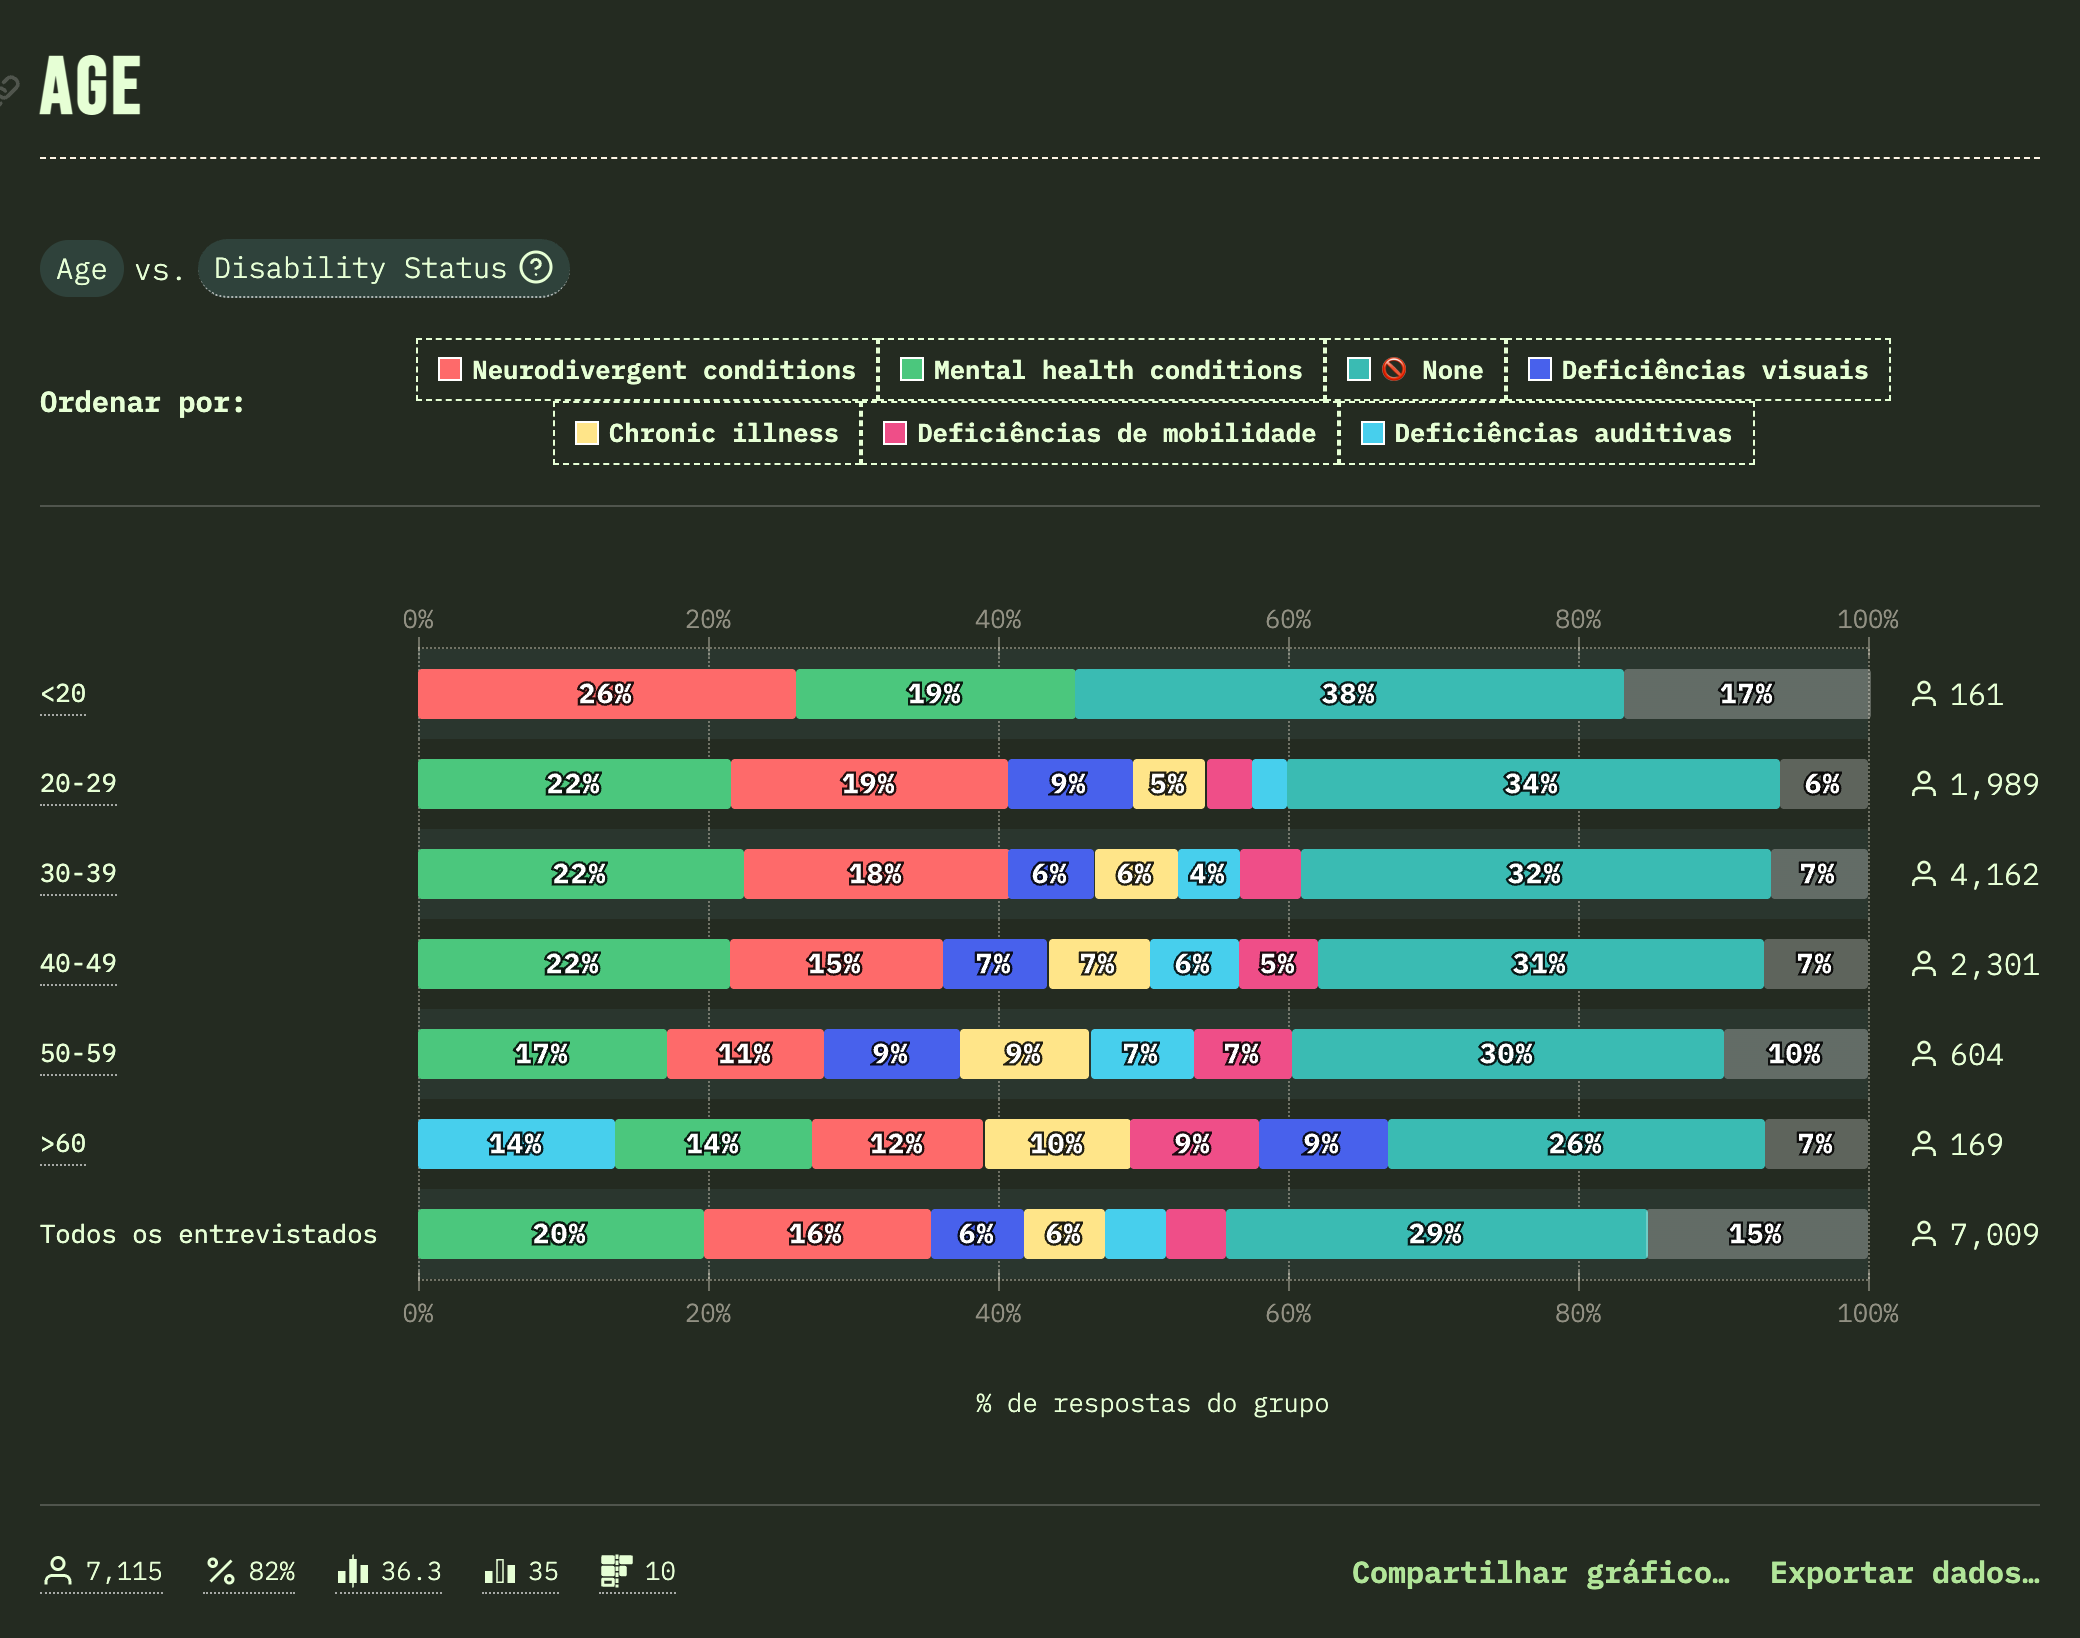 AGE
Age vs. Disability Status
Ordenar por:
Neurodivergent conditions Mental health conditions 🚫 None Deficiências visuais
Chronic illness Deficiências de mobilidade Deficiências auditivas
0% 20% 40% 60% 80% 100%
<20 26% 19% 38% 17% 161
20-29 22% 19% 9% 5% 34% 6% 1,989
30-39 22% 18% 6% 6% 4% 32% 7% 4,162
40-49 22% 15% 7% 7% 6% 5% 31% 7% 2,301
50-59 17% 11% 9% 9% 7% 7% 30% 10% 604
>60 14% 14% 12% 10% 9% 9% 26% 7% 169
Todos os entrevistados 20% 16% 6% 6% 29% 15% 7,009
0% 20% 40% 60% 80% 100%
% de respostas do grupo
7,115 82% 36.3 35 10 Compartilhar gráfico… Exportar dados…